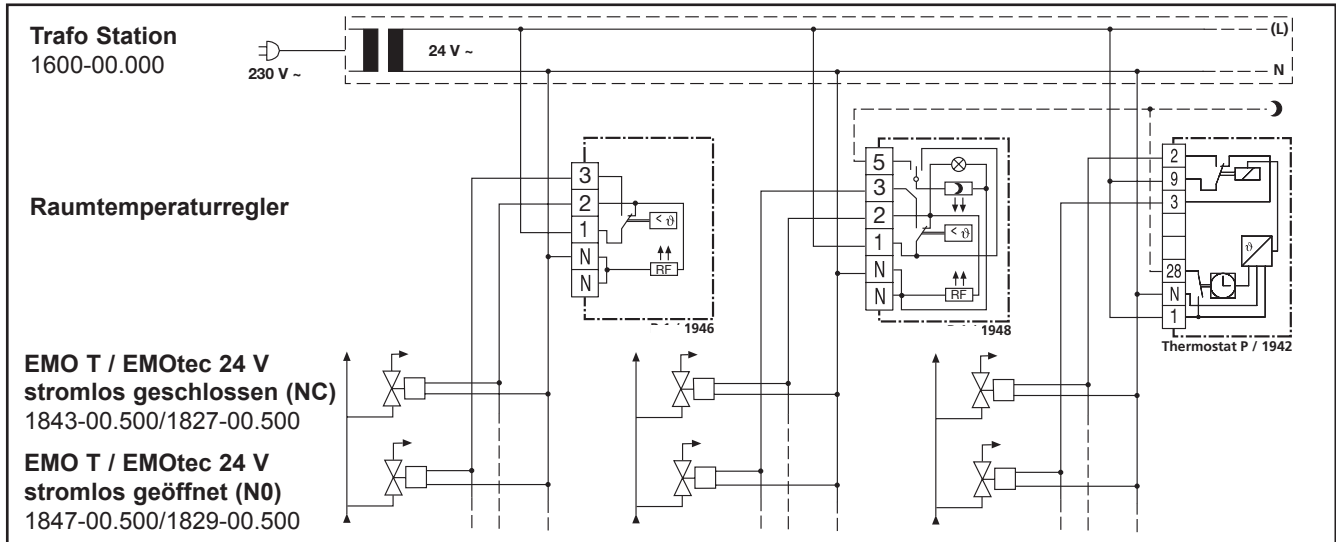 Trafo Station
1600-00.000
230 V ~
24 V ~
(L)
N
Raumtemperaturregler
3
2
1
N
N
< ϑ
RF
1946
5
3
2
1
N
N
< ϑ
RF
1948
2
9
3
28
N
1
ϑ
Thermostat P / 1942
EMO T / EMOtec 24 V
stromlos geschlossen (NC)
1843-00.500/1827-00.500
EMO T / EMOtec 24 V
stromlos geöffnet (N0)
1847-00.500/1829-00.500